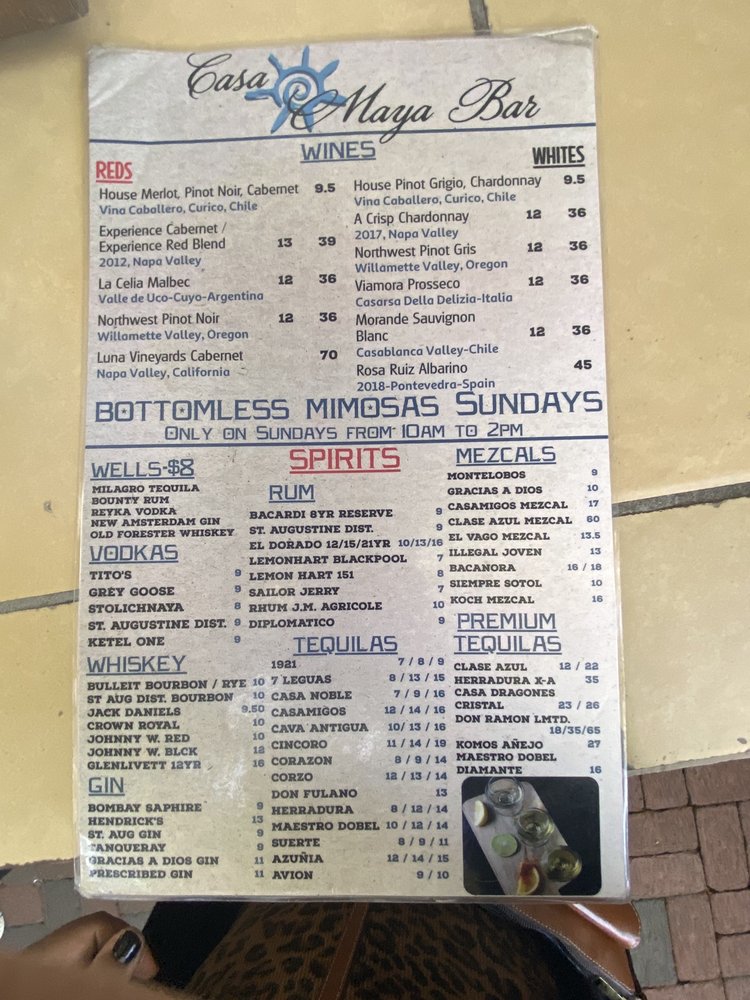 Casa Maya Bar
WINES
REDS
House Merlot, Pinot Noir, Cabernet 9.5
Vina Caballero, Curico, Chile
Experience Cabernet /
Experience Red Blend 13 39
2012, Napa Valley
La Celia Malbec 12 36
Valle de Uco-Cuyo-Argentina
Northwest Pinot Noir 12 36
Willamette Valley, Oregon
Luna Vineyards Cabernet 70
Napa Valley, California
WHITES
House Pinot Grigio, Chardonnay 9.5
Vina Caballero, Curico, Chile
A Crisp Chardonnay 12 36
2017, Napa Valley
Northwest Pinot Gris 12 36
Willamette Valley, Oregon
Viamora Prosseco 12 36
Casarsa Della Delizia-Italia
Morande Sauvignon
Blanc 12 36
Casablanca Valley-Chile
Rosa Ruiz Albarino 45
2018-Pontevedra-Spain
BOTTOMLESS MIMOSAS SUNDAYS
ONLY ON SUNDAYS FROM 10AM TO 2PM
SPIRITS
WELLS-$8
MILAGRO TEQUILA
BOUNTY RUM
REYKA VODKA
NEW AMSTERDAM GIN
OLD FORESTER WHISKEY
VODKAS
TITO'S 9
GREY GOOSE 9
STOLICHNAYA 8
ST. AUGUSTINE DIST. 9
KETEL ONE 9
WHISKEY
BULLEIT BOURBON / RYE 10
ST AUG DIST. BOURBON 10
JACK DANIELS 9.50
CROWN ROYAL 10
JOHNNY W. RED 10
JOHNNY W. BLCK 12
GLENLIVETT 12YR 16
GIN
BOMBAY SAPHIRE 9
HENDRICK'S 13
ST. AUG GIN 9
TANQUERAY 9
GRACIAS A DIOS GIN 11
PRESCRIBED GIN 11
RUM
BACARDI 8YR RESERVE 9
ST. AUGUSTINE DIST. 9
EL DORADO 12/15/21YR 10/13/16
LEMONHART BLACKPOOL 7
LEMON HART 151 8
SAILOR JERRY 7
RHUM J.M. AGRICOLE 10
DIPLOMATICO 9
TEQUILAS
1921 7 / 8 / 9
7 LEGUAS 8 / 13 / 15
CASA NOBLE 7 / 9 / 16
CASAMIGOS 12 / 14 / 16
CAVA ANTIGUA 10/ 13 / 16
CINCORO 11 / 14 / 19
CORAZON 8 / 9 / 14
CORZO 12 / 13 / 14
DON FULANO 13
HERRADURA 8 / 12 / 14
MAESTRO DOBEL 10 / 12 / 14
SUERTE 8 / 9 / 11
AZUÑIA 12 / 14 / 15
AVION 9 / 10
MEZCALS
MONTELOBOS 9
GRACIAS A DIOS 10
CASAMIGOS MEZCAL 17
CLASE AZUL MEZCAL 60
EL VAGO MEZCAL 13.5
ILLEGAL JOVEN 13
BACANORA 16 / 18
SIEMPRE SOTOL 10
KOCH MEZCAL 16
PREMIUM
TEQUILAS
CLASE AZUL 12 / 22
HERRADURA X-A 35
CASA DRAGONES
CRISTAL 23 / 26
DON RAMON LMTD.
18/35/65
KOMOS AÑEJO 27
MAESTRO DOBEL
DIAMANTE 16